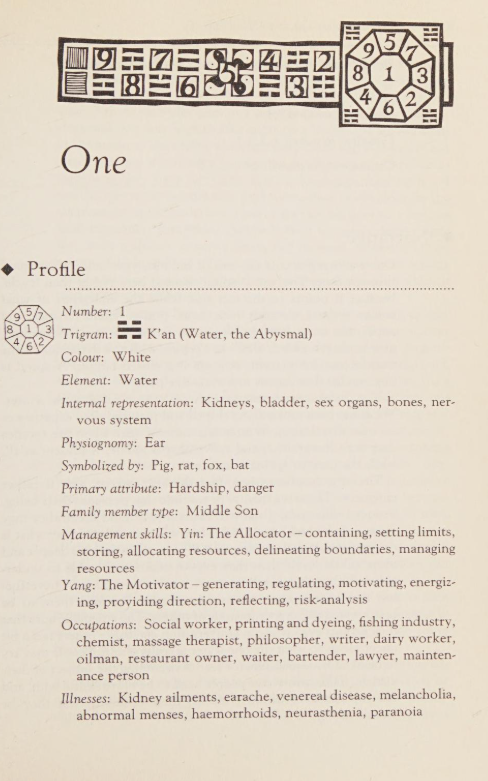 9 7 4 2
5
8 6 3
9 5 7
8 1 3
4 6 2
One
◆ Profile
9 5 7
8 1 3
4 6 2
Number: 1
Trigram: ☵ K'an (Water, the Abysmal)
Colour: White
Element: Water
Internal representation: Kidneys, bladder, sex organs, bones, ner-
vous system
Physiognomy: Ear
Symbolized by: Pig, rat, fox, bat
Primary attribute: Hardship, danger
Family member type: Middle Son
Management skills: Yin: The Allocator – containing, setting limits,
storing, allocating resources, delineating boundaries, managing
resources
Yang: The Motivator – generating, regulating, motivating, energiz-
ing, providing direction, reflecting, risk-analysis
Occupations: Social worker, printing and dyeing, fishing industry,
chemist, massage therapist, philosopher, writer, dairy worker,
oilman, restaurant owner, waiter, bartender, lawyer, mainten-
ance person
Illnesses: Kidney ailments, earache, venereal disease, melancholia,
abnormal menses, haemorrhoids, neurasthenia, paranoia